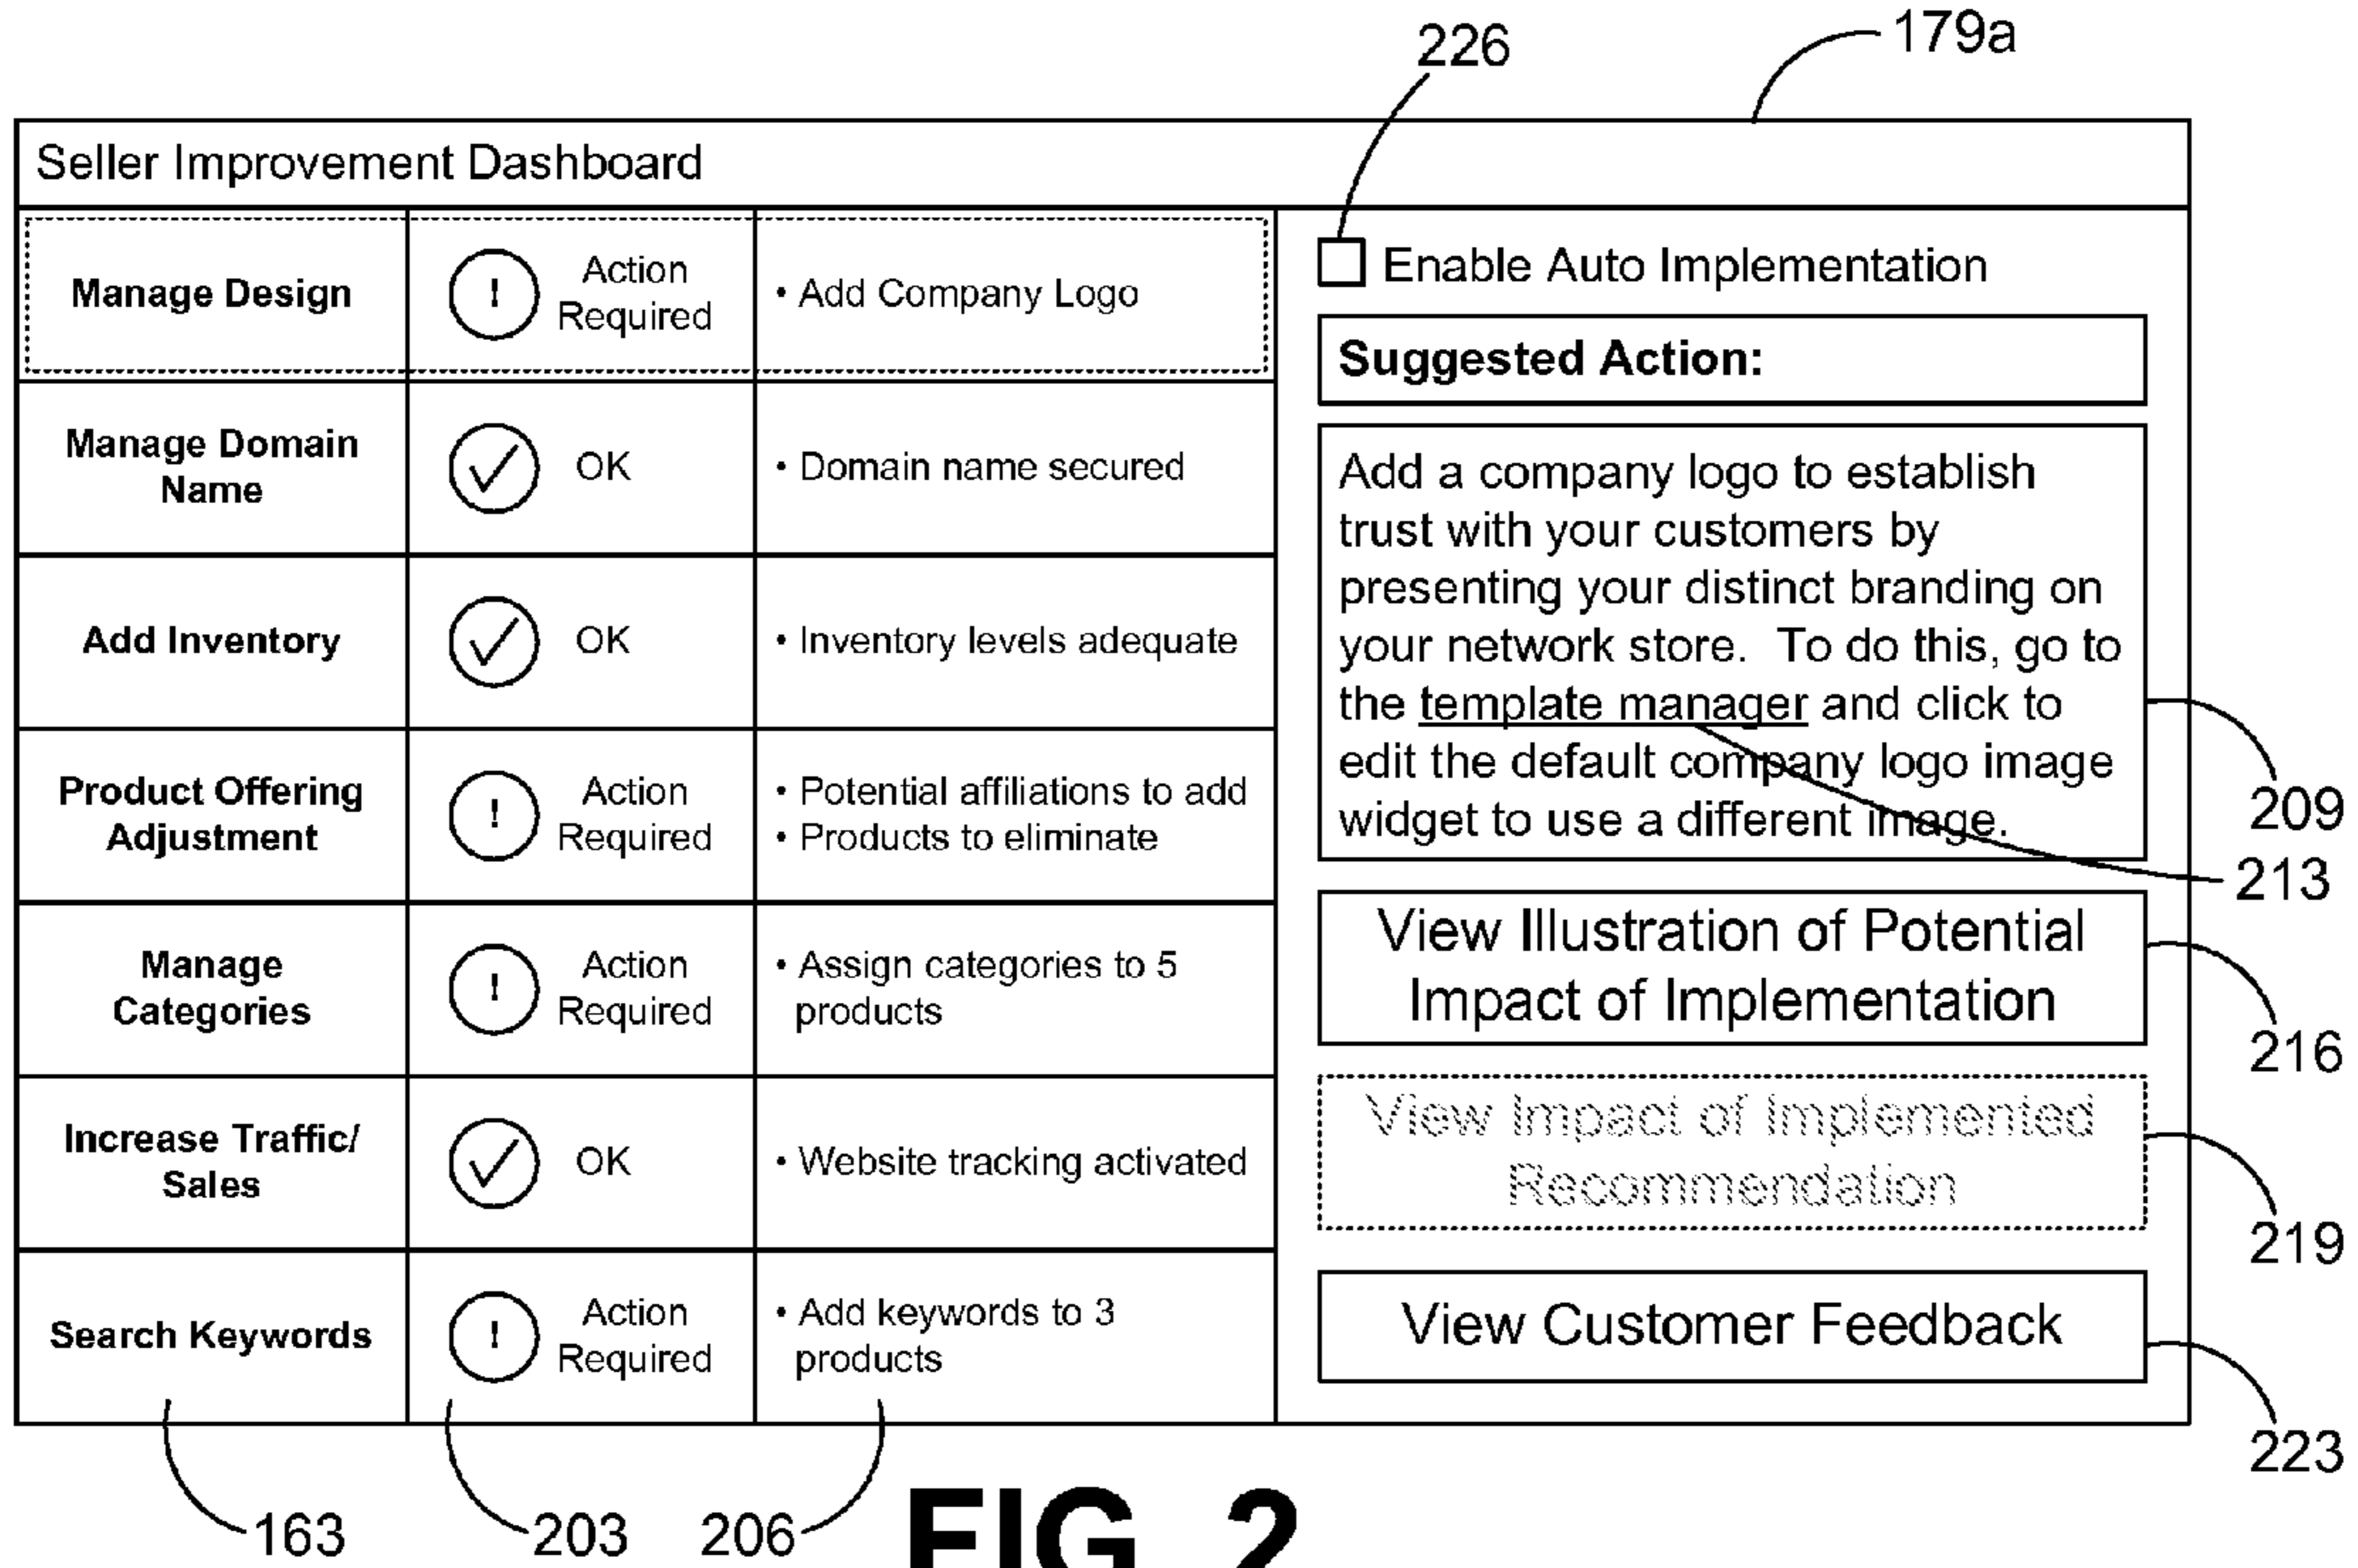 226
179a
Seller Improvement Dashboard
Manage Design
! Action
Required
• Add Company Logo
Manage Domain
Name
OK
• Domain name secured
Add Inventory
OK
• Inventory levels adequate
Product Offering
Adjustment
! Action
Required
• Potential affiliations to add
• Products to eliminate
Manage
Categories
! Action
Required
• Assign categories to 5
products
Increase Traffic/
Sales
OK
• Website tracking activated
Search Keywords
! Action
Required
• Add keywords to 3
products
Enable Auto Implementation
Suggested Action:
Add a company logo to establish
trust with your customers by
presenting your distinct branding on
your network store.  To do this, go to
the template manager and click to
edit the default company logo image
widget to use a different image.
209
213
View Illustration of Potential
Impact of Implementation
216
View Impact of Implemented
Recommendation
219
View Customer Feedback
223
163
203
206
FIG. 2